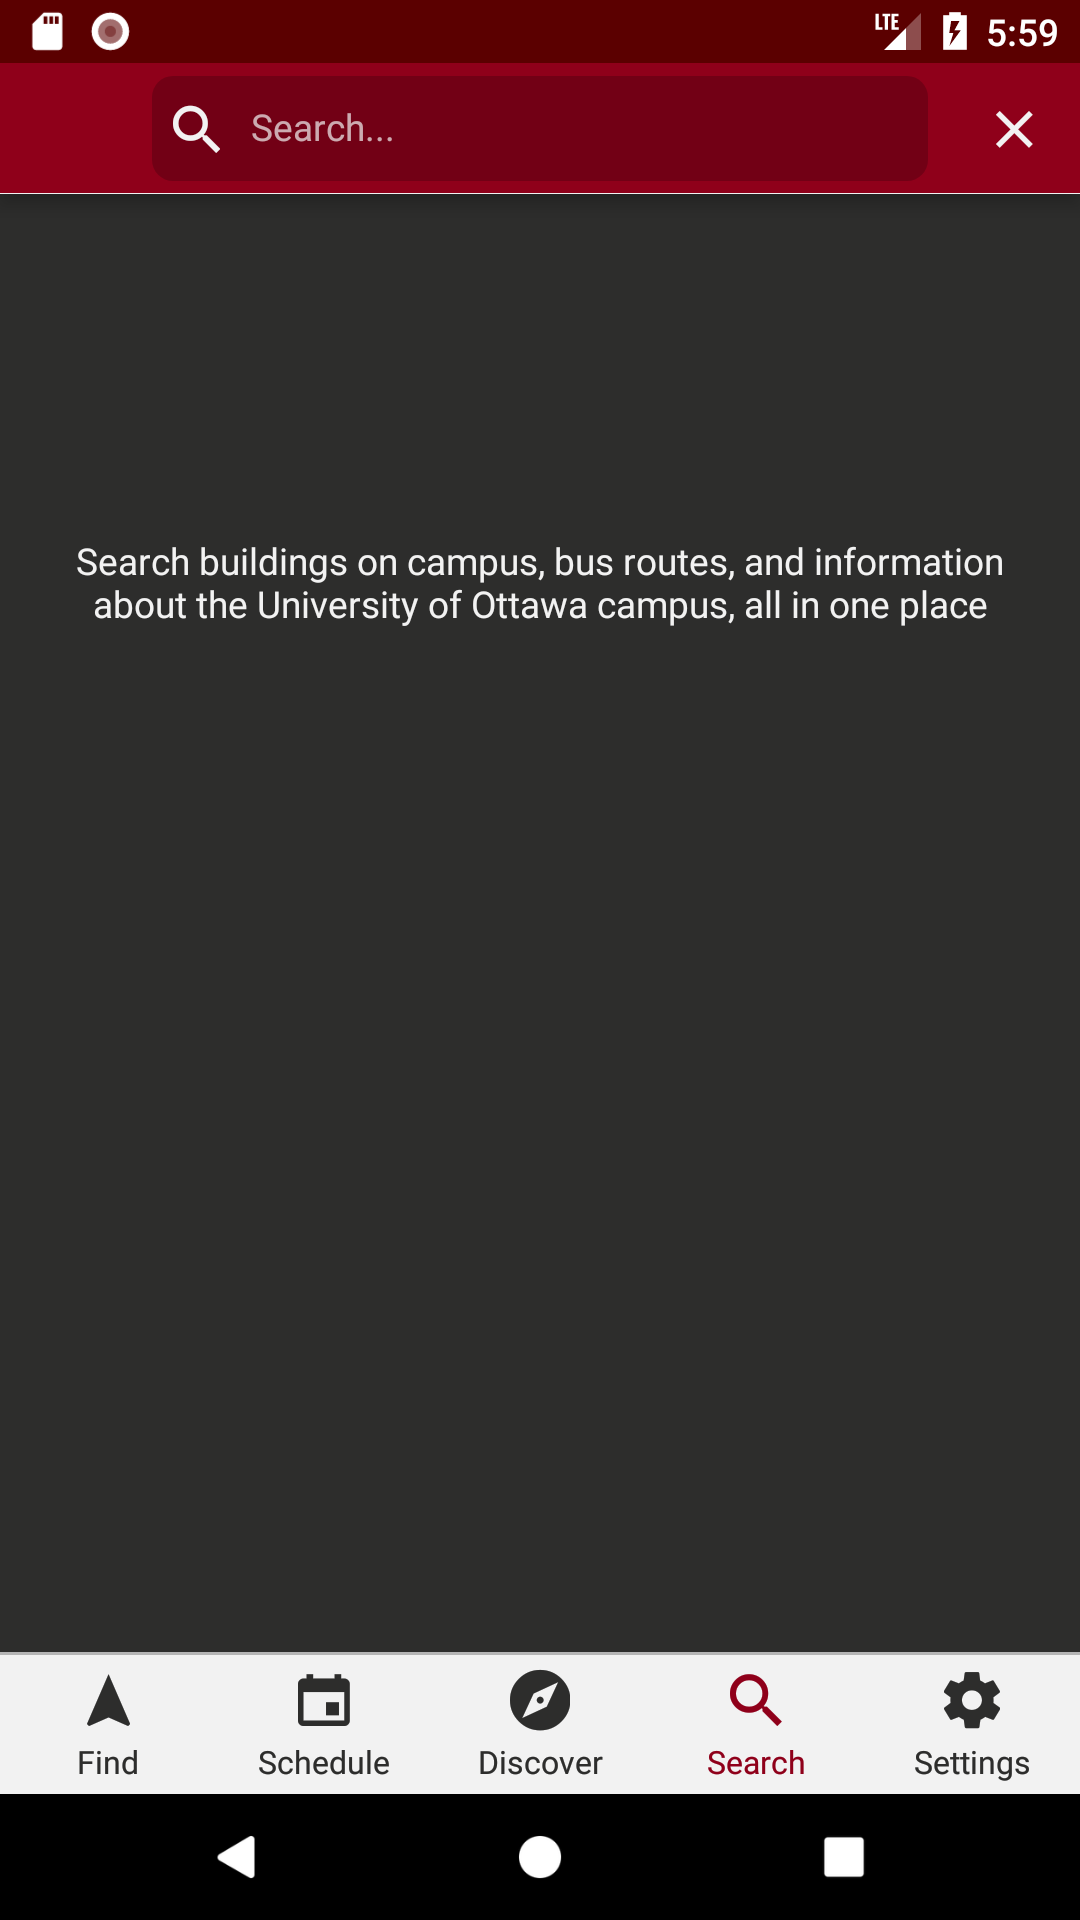 LTE 5:59
Search...
Search buildings on campus, bus routes, and information
about the University of Ottawa campus, all in one place
Find Schedule Discover Search Settings